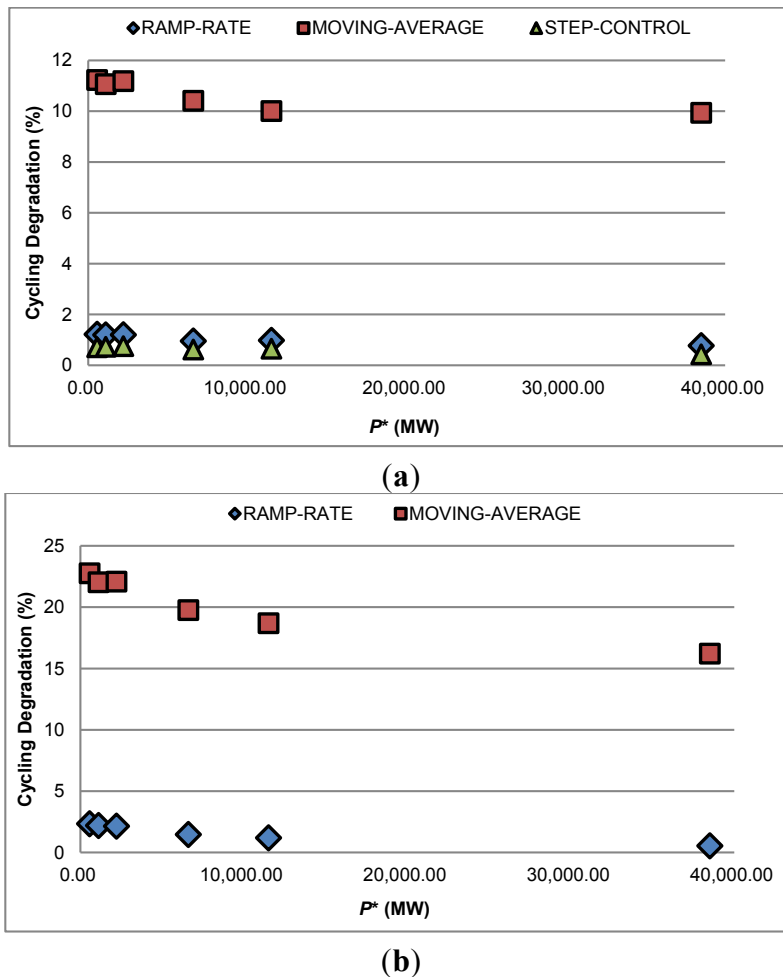 RAMP-RATE MOVING-AVERAGE STEP-CONTROL
12
10
8
6
4
2
0
Cycling Degradation (%)
0.00 10,000.00 20,000.00 30,000.00 40,000.00
P* (MW)
(a)
RAMP-RATE MOVING-AVERAGE
25
20
15
10
5
0
Cycling Degradation (%)
0.00 10,000.00 20,000.00 30,000.00 40,000.00
P* (MW)
(b)